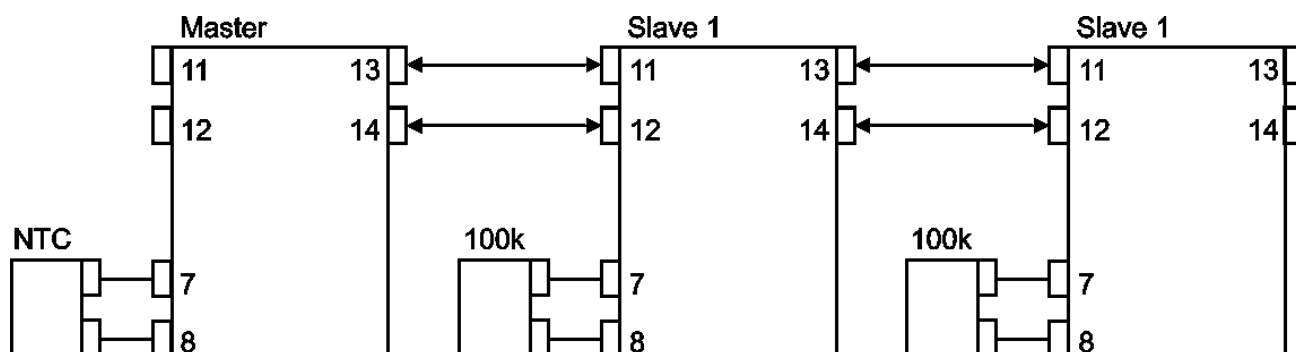 Master Slave 1 Slave 1
11 13 11 13 11 13
12 14 12 14 12 14
NTC 100k 100k
7 7 7
8 8 8